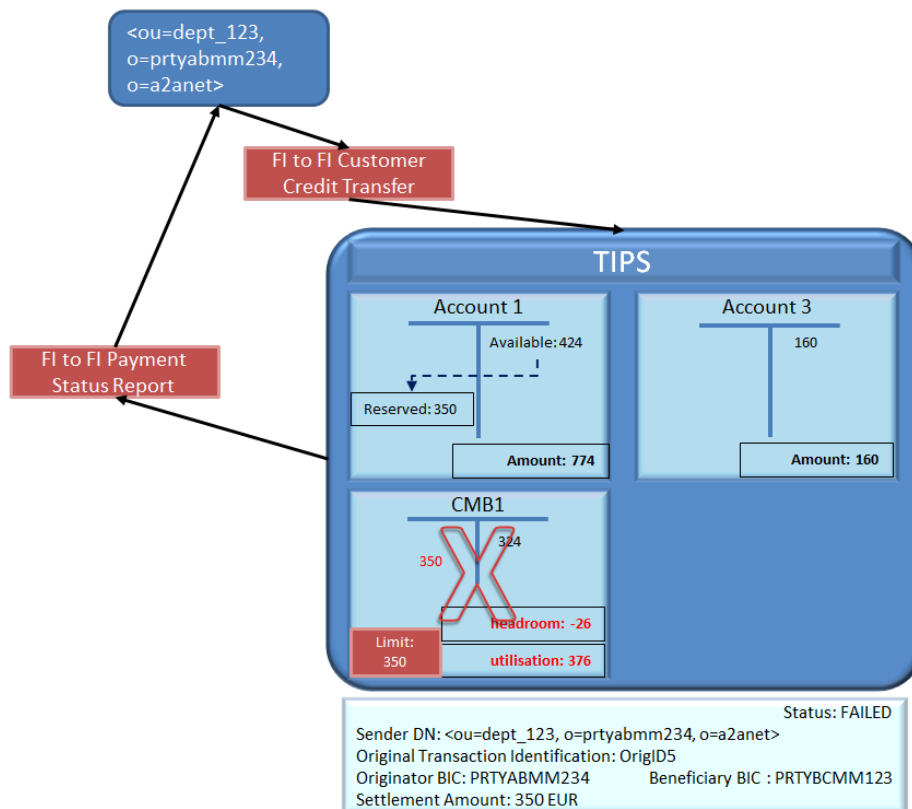 <ou=dept_123,
o=prtyabmm234,
o=a2anet>
FI to FI Customer
Credit Transfer
TIPS
Account 1
Available: 424
Reserved: 350
Amount: 774
Account 3
160
Amount: 160
FI to FI Payment
Status Report
CMB1
324
350
headroom: -26
Limit:
350
utilisation: 376
Status: FAILED
Sender DN: <ou=dept_123, o=prtyabmm234, o=a2anet>
Original Transaction Identification: OrigID5
Originator BIC: PRTYABMM234 Beneficiary BIC : PRTYBCMM123
Settlement Amount: 350 EUR